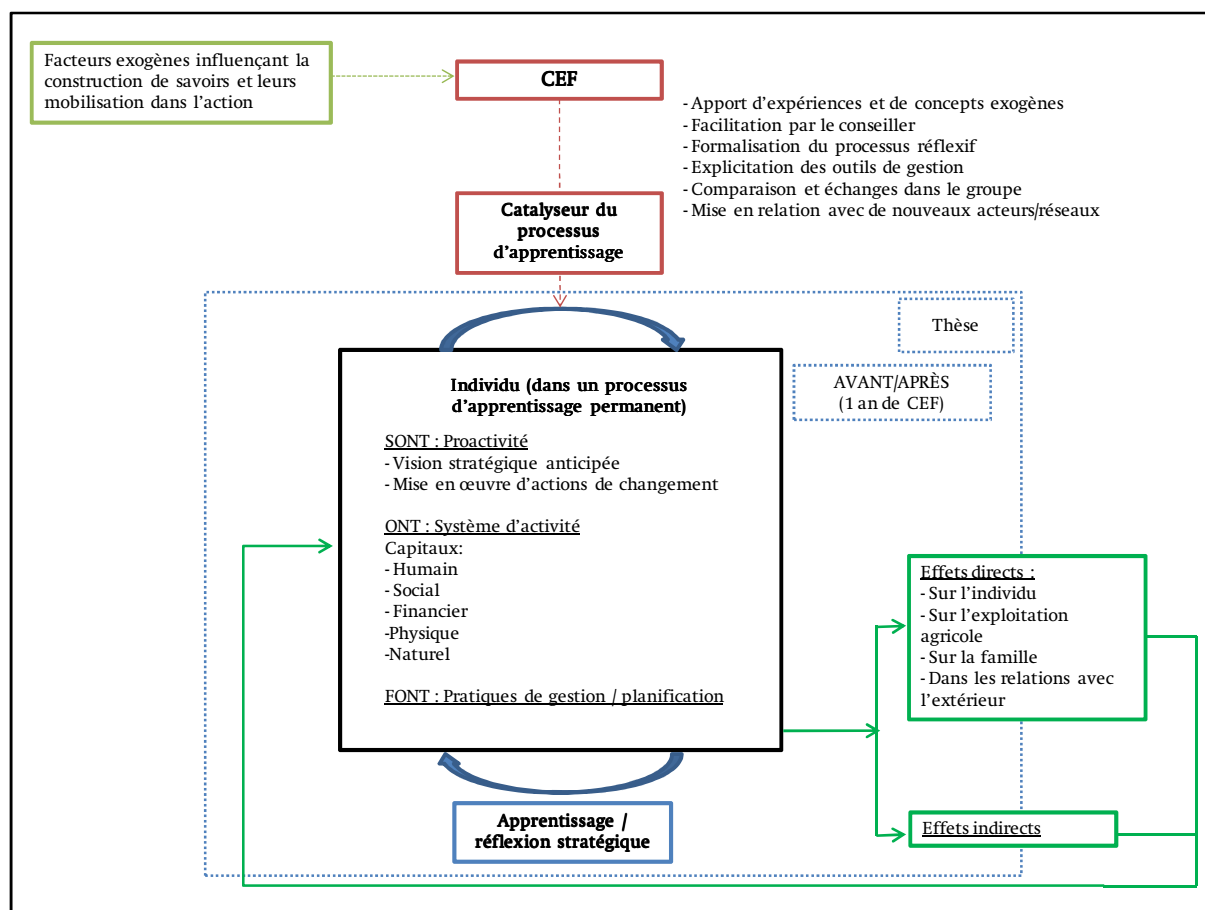 Facteurs exogènes influençant la
construction de savoirs et leurs
mobilisation dans l'action
CEF
- Apport d'expériences et de concepts exogènes
- Facilitation par le conseiller
- Formalisation du processus réflexif
- Explicitation des outils de gestion
- Comparaison et échanges dans le groupe
- Mise en relation avec de nouveaux acteurs/réseaux
Catalyseur du
processus
d'apprentissage
Thèse
AVANT/APRÈS
(1 an de CEF)
Individu (dans un processus
d'apprentissage permanent)
SONT : Proactivité
- Vision stratégique anticipée
- Mise en œuvre d'actions de changement
ONT : Système d'activité
Capitaux:
- Humain
- Social
- Financier
-Physique
-Naturel
FONT : Pratiques de gestion / planification
Effets directs :
- Sur l'individu
- Sur l'exploitation
agricole
- Sur la famille
- Dans les relations avec
l'extérieur
Effets indirects
Apprentissage /
réflexion stratégique